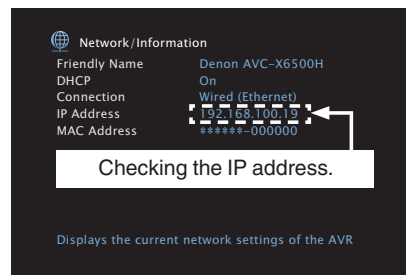 Network/Information
Friendly Name Denon AVC-X6500H
DHCP On
Connection Wired (Ethernet)
IP Address 192.168.100.19
MAC Address ******-000000
Checking the IP address.
Displays the current network settings of the AVR